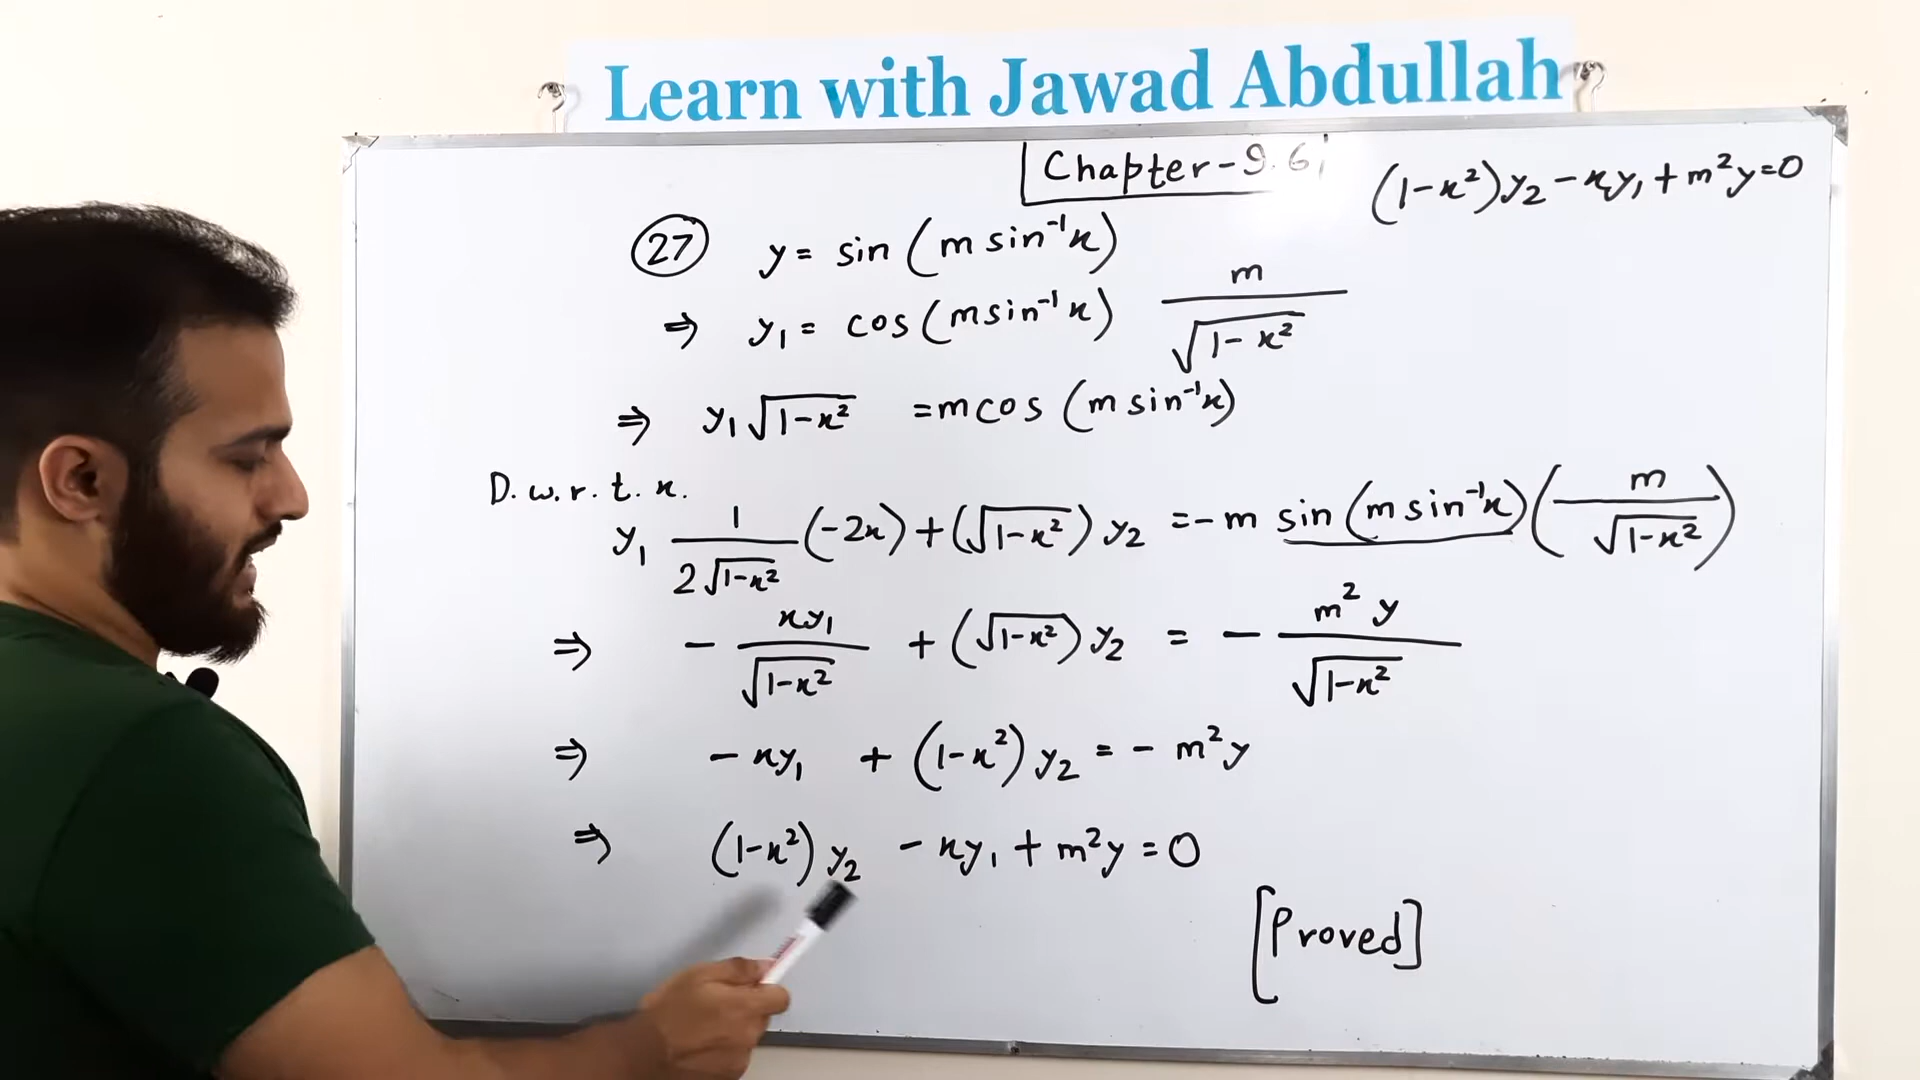 Learn with Jawad Abdullah
Chapter-9.6
(1-x²)y₂ - xy₁ + m²y=0
(27) y = sin (m sin⁻¹x)
⇒ y₁ = cos (m sin⁻¹x) m/√(1-x²)
⇒ y₁√(1-x²) = m cos (m sin⁻¹x)
D. w. r. t. x.
y₁ 1/(2√(1-x²)) (-2x) + (√(1-x²)) y₂ = -m sin (m sin⁻¹x) (m/√(1-x²))
⇒ - xy₁/√(1-x²) + (√(1-x²)) y₂ = - m² y/√(1-x²)
⇒ - xy₁ + (1-x²) y₂ = - m²y
⇒ (1-x²) y₂ - xy₁ + m²y = 0
[Proved]